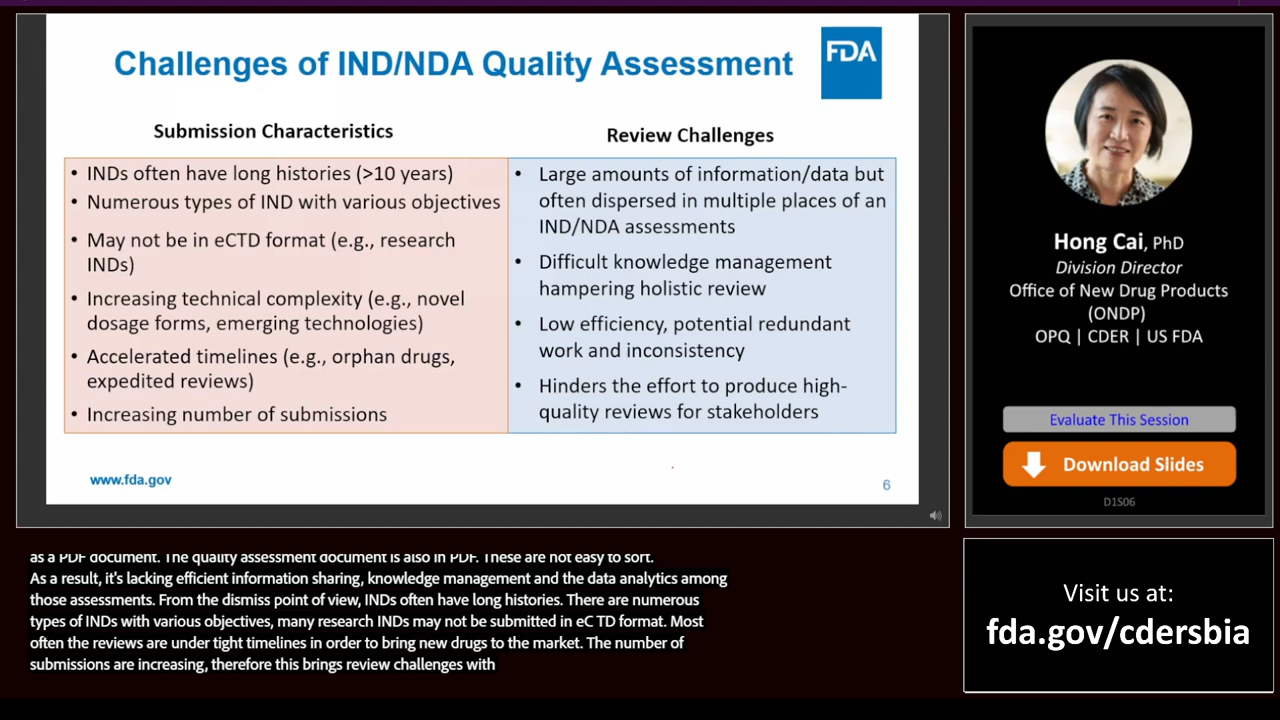 Challenges of IND/NDA Quality Assessment
FDA
Submission Characteristics
• INDs often have long histories (>10 years)
• Numerous types of IND with various objectives
• May not be in eCTD format (e.g., research
INDs)
• Increasing technical complexity (e.g., novel
dosage forms, emerging technologies)
• Accelerated timelines (e.g., orphan drugs,
expedited reviews)
• Increasing number of submissions
Review Challenges
• Large amounts of information/data but
often dispersed in multiple places of an
IND/NDA assessments
• Difficult knowledge management
hampering holistic review
• Low efficiency, potential redundant
work and inconsistency
• Hinders the effort to produce high-
quality reviews for stakeholders
www.fda.gov
6
Hong Cai, PhD
Division Director
Office of New Drug Products
(ONDP)
OPQ | CDER | US FDA
Evaluate This Session
Download Slides
D1S06
as a PDF document. The quality assessment document is also in PDF. These are not easy to sort.
As a result, it's lacking efficient information sharing, knowledge management and the data analytics among
those assessments. From the dismiss point of view, INDs often have long histories. There are numerous
types of INDs with various objectives, many research INDs may not be submitted in eC TD format. Most
often the reviews are under tight timelines in order to bring new drugs to the market. The number of
submissions are increasing, therefore this brings review challenges with
Visit us at:
fda.gov/cdersbia